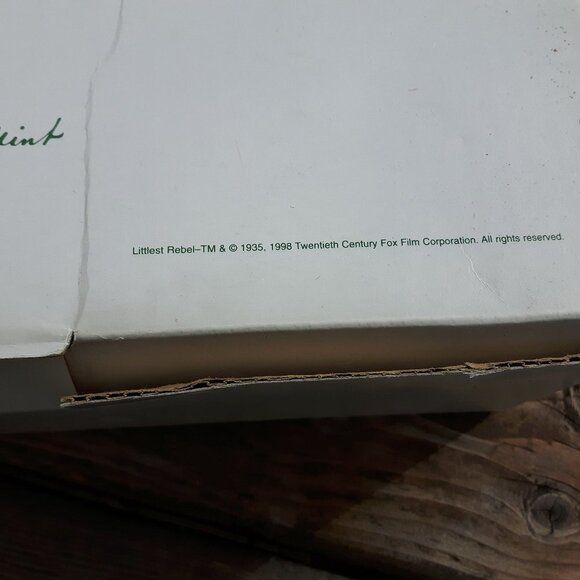 Littlest Rebel–TM & © 1935, 1998 Twentieth Century Fox Film Corporation. All rights reserved.